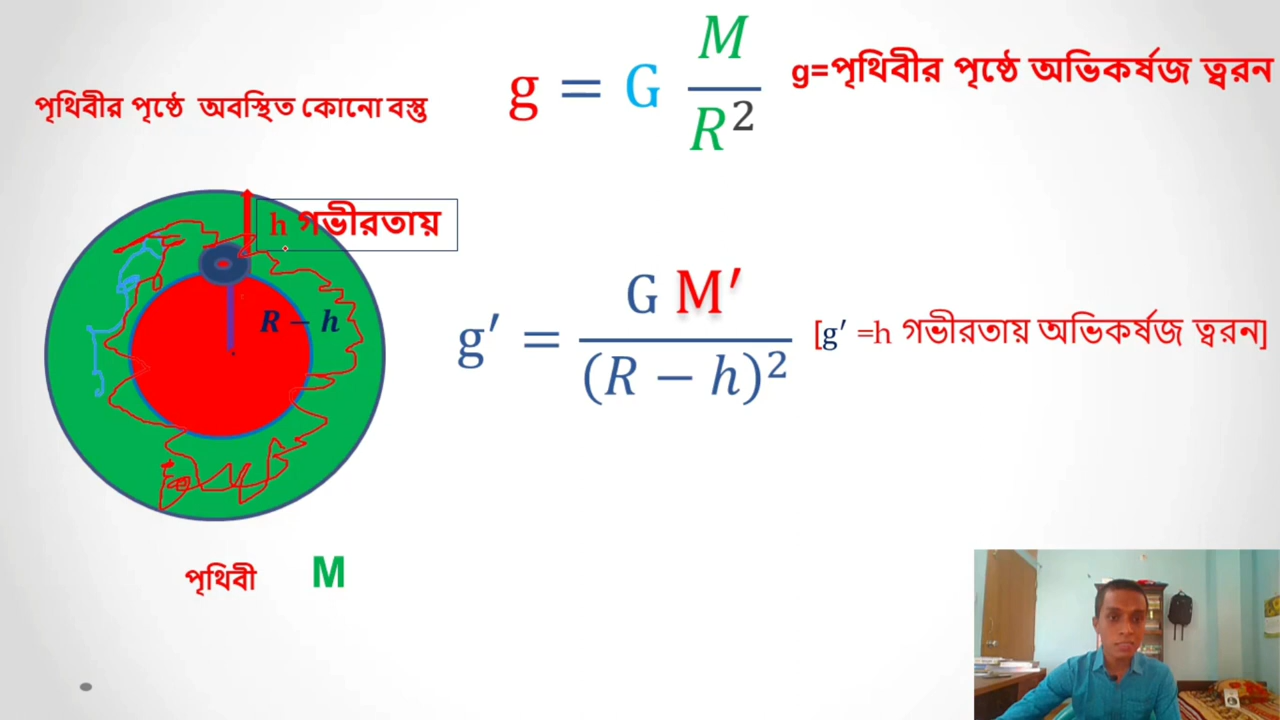 g = G M/R²
g=পৃথিবীর পৃষ্ঠে অভিকর্ষজ ত্বরন
পৃথিবীর পৃষ্ঠে অবস্থিত কোনো বস্তু
h গভীরতায়
R − h
g′ = G M′/(R − h)²
[g′ =h গভীরতায় অভিকর্ষজ ত্বরন]
পৃথিবী M